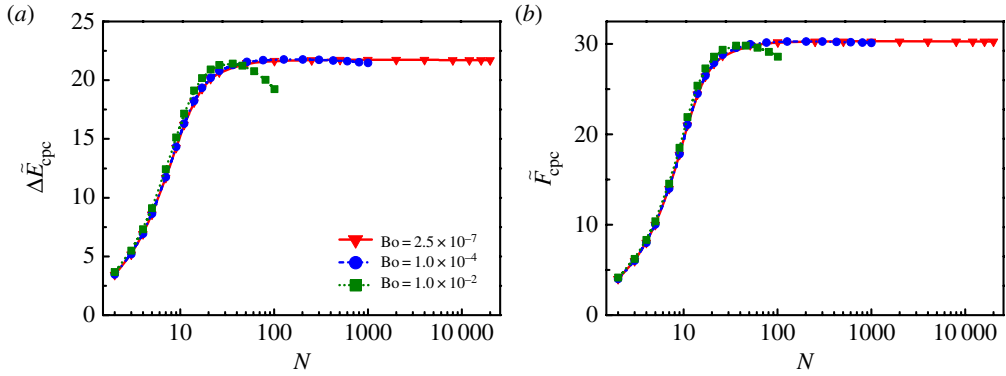 (a)
25
20
15
10
5
0
ΔẼcpc
10 100 1000 10 000
N
Bo = 2.5 × 10⁻⁷
Bo = 1.0 × 10⁻⁴
Bo = 1.0 × 10⁻²
(b)
30
20
10
0
F̃cpc
10 100 1000 10 000
N